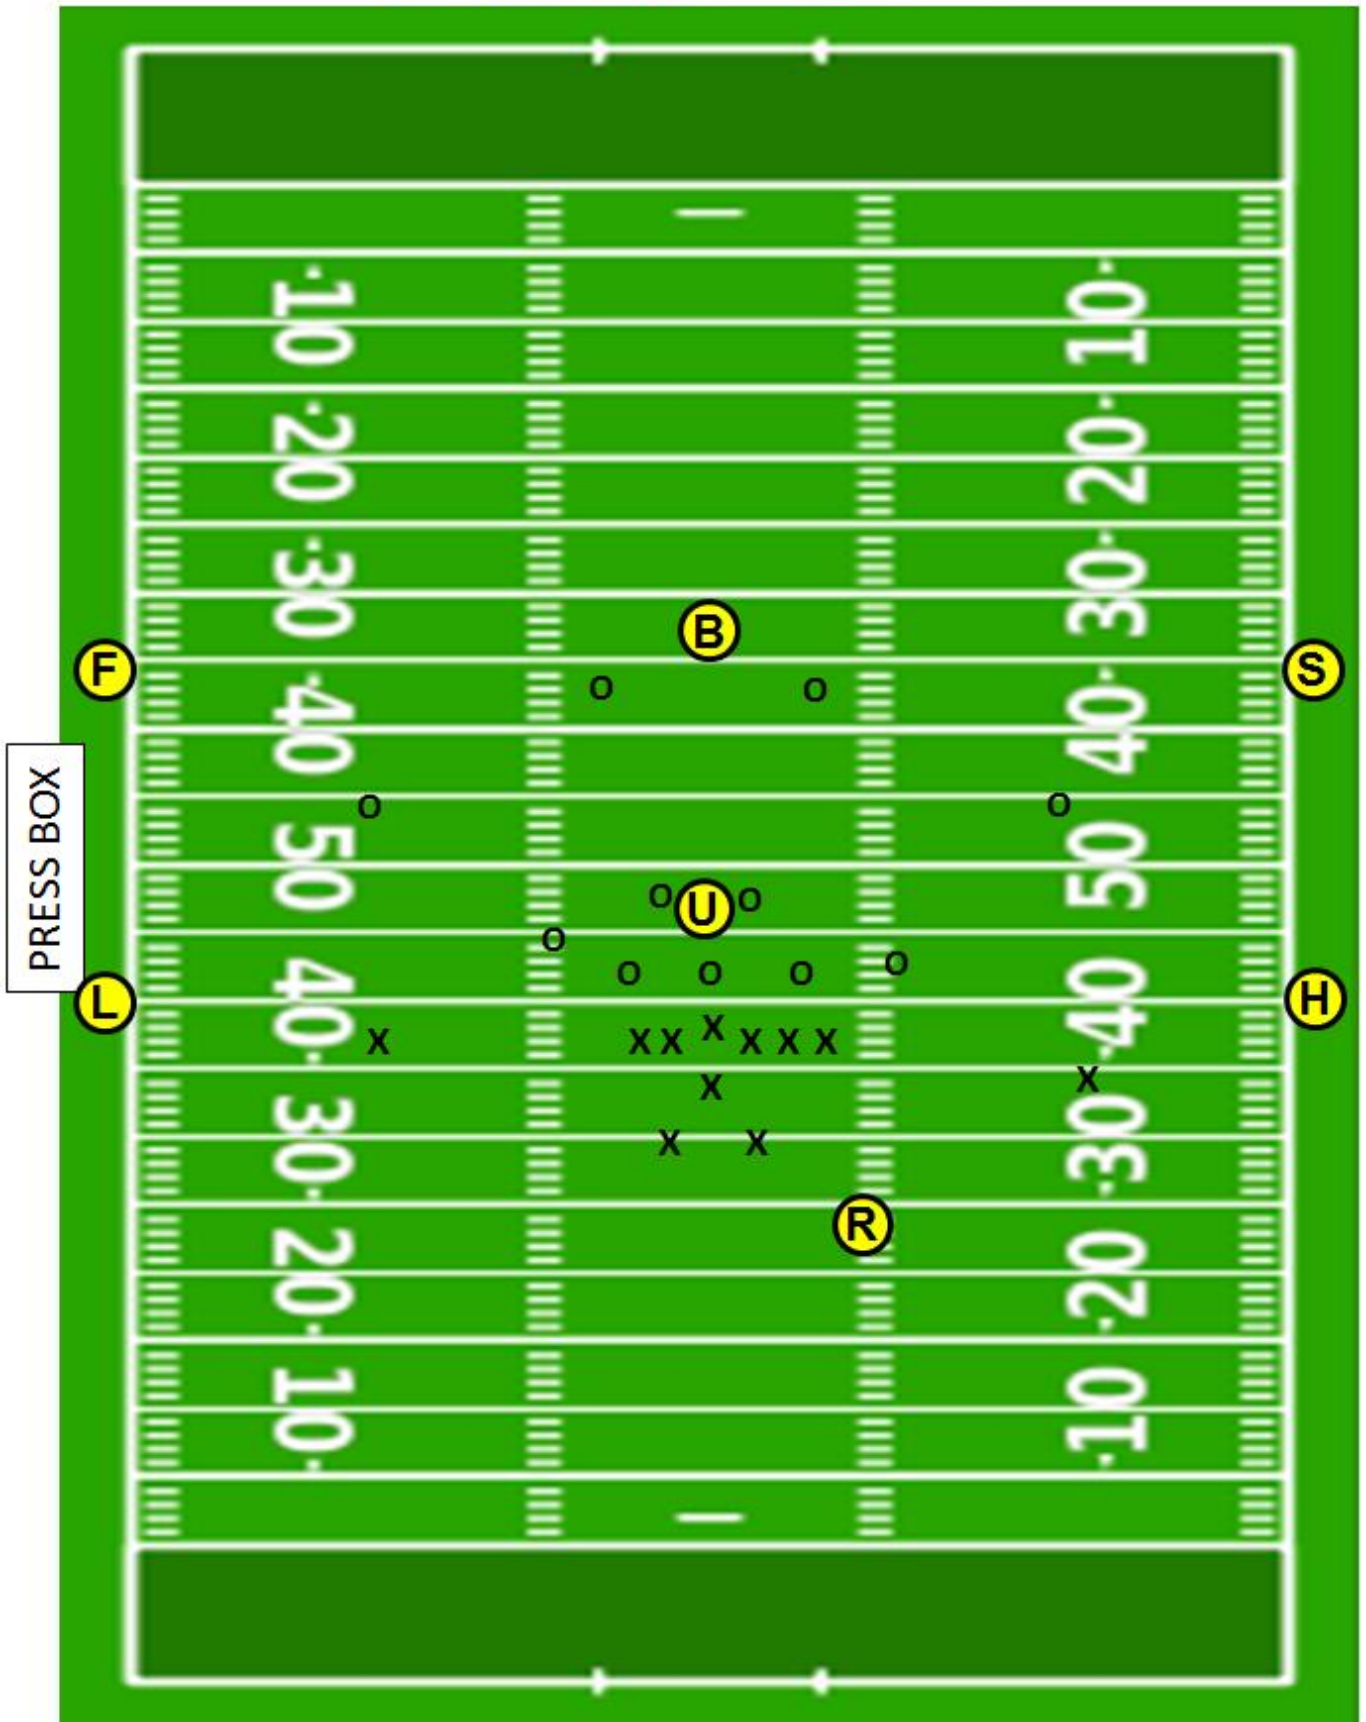 10 10
20 20
30 30
B
F S
O O
40 40
PRESS BOX
O O
50 50
O U O
O
O O O O
L 40 40 H
X X X X X X X X
X
X
30 30
X X
R
20 20
10 10